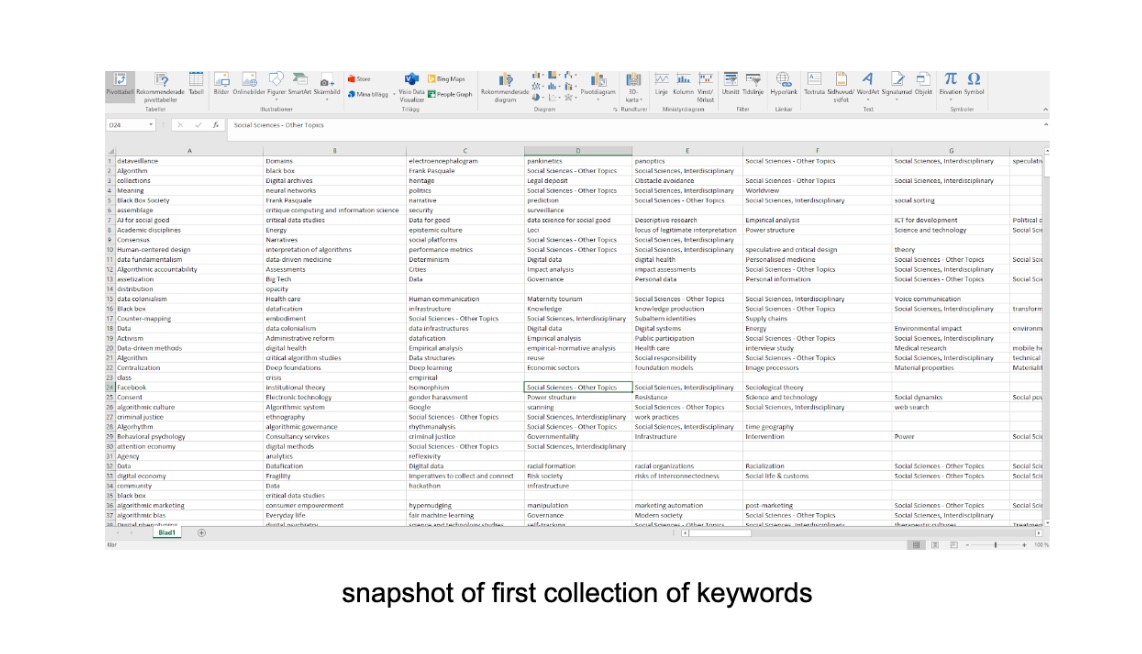 Pivottabell Rekommenderade pivottabeller Tabell Bilder Onlinebilder Figurer SmartArt Skärmbild Store Mina tillägg Visio Data Visualizer Bing Maps People Graph Rekommenderade diagram Pivotdiagram 3D-karta Linje Kolumn Vinst/förlust Utsnitt Tidslinje Hyperlänk Textruta Sidhuvud/sidfot WordArt Signaturrad Objekt Ekvation Symbol
Tabeller Illustrationer Tillägg Diagram Rundturer Miniatyrdiagram Filter Länkar Text Symboler
D24 Social Sciences - Other Topics
A B C D E F G
1 dataveillance Domains electroencephalogram pankinetics panoptics Social Sciences - Other Topics Social Sciences, Interdisciplinary
2 Algorithm black box Frank Pasquale Social Sciences - Other Topics Social Sciences, Interdisciplinary
3 collections Digital archives heritage Legal deposit Obstacle avoidance Social Sciences - Other Topics Social Sciences, Interdisciplinary
4 Meaning neural networks politics Social Sciences - Other Topics Social Sciences, Interdisciplinary Worldview
5 Black Box Society Frank Pasquale narrative prediction Social Sciences - Other Topics Social Sciences, Interdisciplinary social sorting
6 assemblage critique computing and information science security surveillance
7 AI for social good critical data studies Data for good data science for social good Descriptive research Empirical analysis ICT for development Political
8 Academic disciplines Energy epistemic culture Loci locus of legitimate interpretation Power structure Science and technology Social
9 Consensus Narratives social platforms Social Sciences - Other Topics Social Sciences, Interdisciplinary
10 Human-centered design interpretation of algorithms performance metrics Social Sciences - Other Topics Social Sciences, Interdisciplinary speculative and critical design theory
11 data fundamentalism data-driven medicine Determinism Digital data digital health Personalised medicine Social Sciences - Other Topics Social
12 Algorithmic accountability Assessments Cities Impact analysis impact assessments Social Sciences - Other Topics Social Sciences, Interdisciplinary
13 assetization Big Tech Data Governance Personal data Personal information Social Sciences - Other Topics Social
14 distribution opacity
15 data colonialism Health care Human communication Maternity tourism Social Sciences - Other Topics Social Sciences, Interdisciplinary Voice communication
16 Black box datafication infrastructure Knowledge knowledge production Social Sciences - Other Topics Social Sciences, Interdisciplinary transform
17 Counter-mapping embodiment Social Sciences - Other Topics Social Sciences, Interdisciplinary Subaltern identities Supply chains
18 Data data colonialism data infrastructures Digital data Digital systems Energy Environmental impact environm
19 Activism Administrative reform datafication Empirical analysis Public participation Social Sciences - Other Topics Social Sciences, Interdisciplinary
20 Data-driven methods digital health Empirical analysis empirical-normative analysis Health care interview study Medical research mobile
21 Algorithm critical algorithm studies Data structures reuse Social responsibility Social Sciences - Other Topics Social Sciences, Interdisciplinary technical
22 Centralization Deep foundations Deep learning Economic sectors foundation models Image processors Material properties
23 class crisis empirical
24 Facebook Institutional theory Isomorphism Social Sciences - Other Topics Social Sciences, Interdisciplinary Sociological theory
25 Consent Electronic technology gender harassment Power structure Resistance Science and technology Social dynamics Social
26 algorithmic culture Algorithmic system Google scanning Social Sciences - Other Topics Social Sciences, Interdisciplinary web search
27 criminal justice ethnography Social Sciences - Other Topics Social Sciences, Interdisciplinary work practices
28 Algorhythm algorithmic governance rhythmanalysis Social Sciences - Other Topics Social Sciences, Interdisciplinary time geography
29 Behavioral psychology Consultancy services criminal justice Governmentality Infrastructure Intervention Power Social
30 attention economy digital methods Social Sciences - Other Topics Social Sciences, Interdisciplinary
31 Agency analytics reflexivity
32 Data Datafication Digital data racial formation racial organizations Racialization Social Sciences - Other Topics Social
33 digital economy Fragility imperatives to collect and connect Risk society risks of interconnectedness Social life & customs Social Sciences - Other Topics Social
34 community Data hackathon infrastructure
35 black box critical data studies
36 algorithmic marketing consumer empowerment hypernudging manipulation marketing automation post-marketing Social Sciences - Other Topics Social
37 algorithmic bias Everyday life fair machine learning Governance Modern society Social Sciences - Other Topics Social Sciences, Interdisciplinary
38 Digital phenotyping digital psychiatry science and technology studies self-tracking Social Sciences - Other Topics Social Sciences, Interdisciplinary therapeutic cultures
Blad1
100 %
snapshot of first collection of keywords